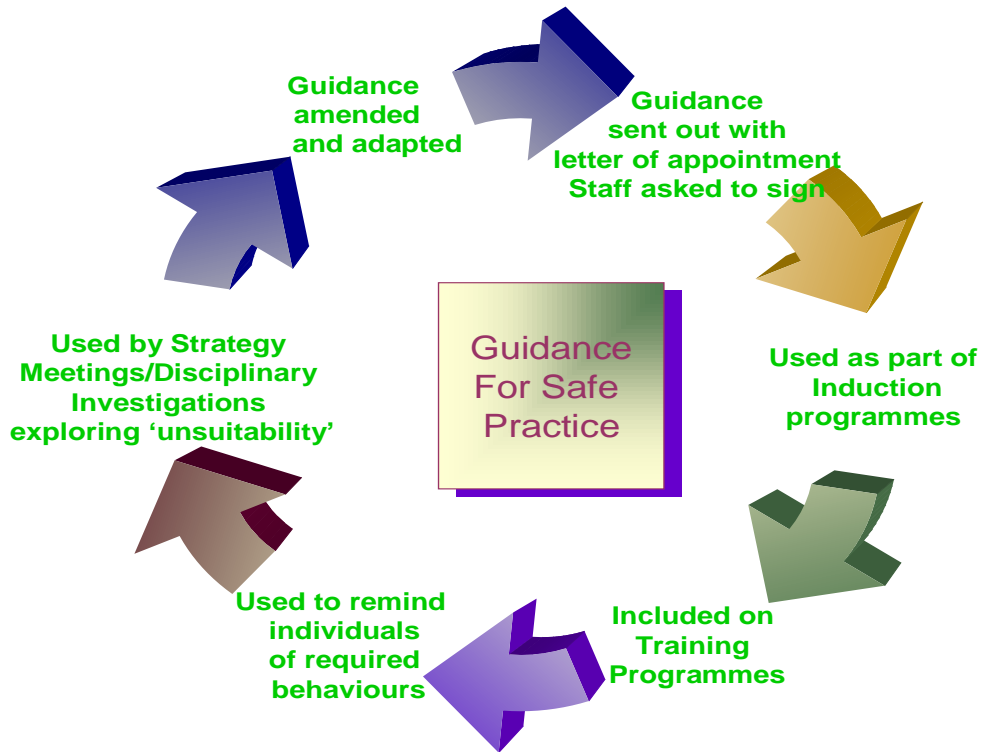 Guidance
amended
and adapted
Guidance
sent out with
letter of appointment
Staff asked to sign
Used as part of
Induction
programmes
Included on
Training
Programmes
Used to remind
individuals
of required
behaviours
Used by Strategy
Meetings/Disciplinary
Investigations
exploring ‘unsuitability’
Guidance
For Safe
Practice